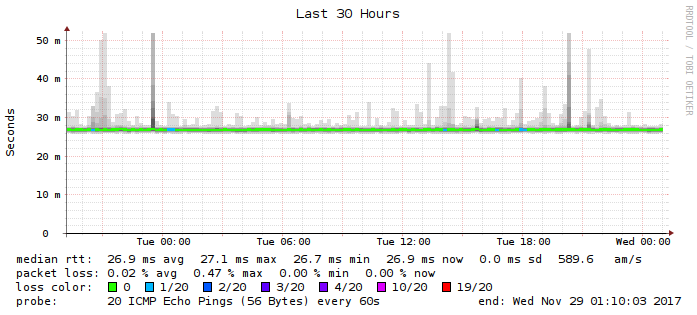 Last 30 Hours
RRDTOOL / TOBI OETIKER
Seconds
50 m
40 m
30 m
20 m
10 m
0
Tue 00:00 Tue 06:00 Tue 12:00 Tue 18:00 Wed 00:00
median rtt: 26.9 ms avg 27.1 ms max 26.7 ms min 26.9 ms now 0.0 ms sd 589.6 am/s
packet loss: 0.02 % avg 0.47 % max 0.00 % min 0.00 % now
loss color: 0 1/20 2/20 3/20 4/20 10/20 19/20
probe: 20 ICMP Echo Pings (56 Bytes) every 60s end: Wed Nov 29 01:10:03 2017